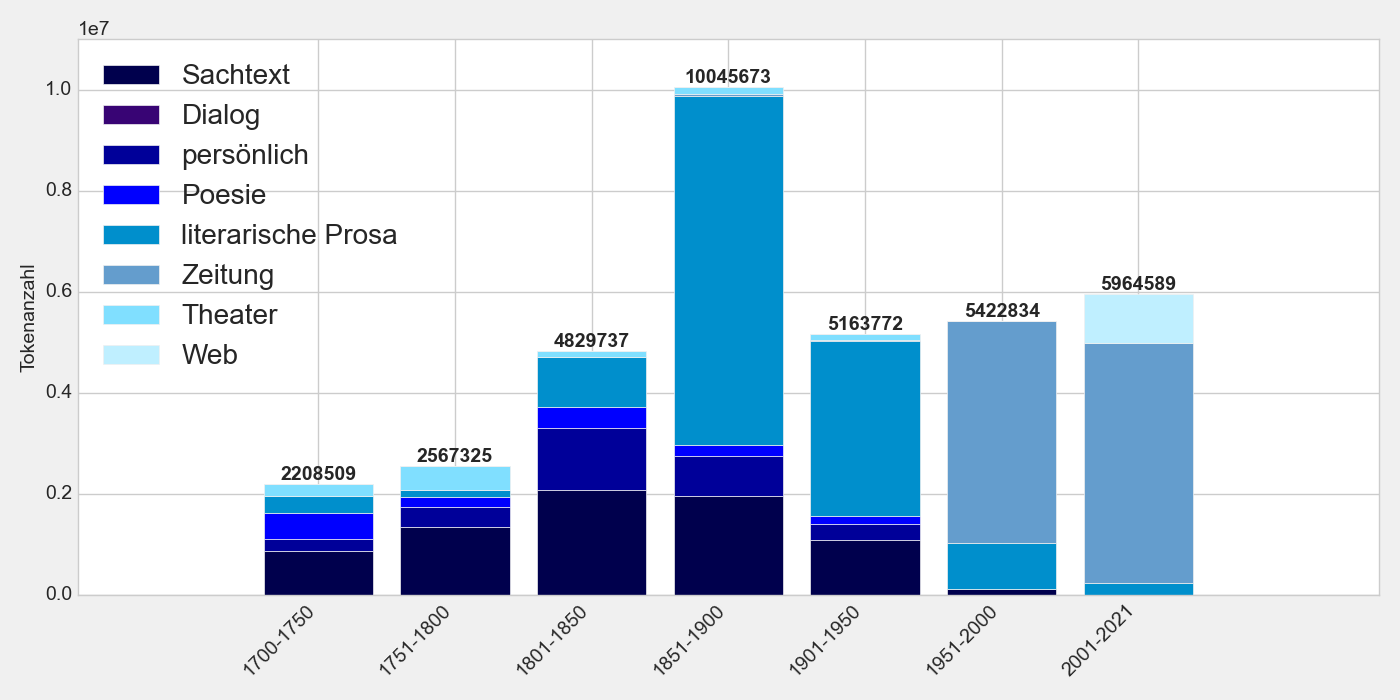 1e7
1.0
0.8
0.6
0.4
0.2
0.0
Tokenanzahl
Sachtext
Dialog
persönlich
Poesie
literarische Prosa
Zeitung
Theater
Web
2208509
2567325
4829737
10045673
5163772
5422834
5964589
1700-1750
1751-1800
1801-1850
1851-1900
1901-1950
1951-2000
2001-2021